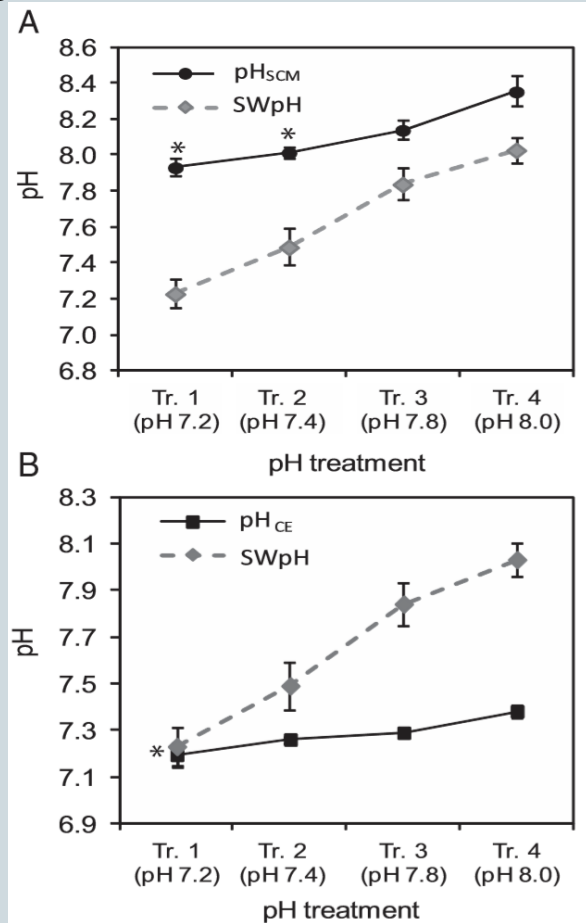 A
8.6
8.4
8.2
8.0
7.8
7.6
7.4
7.2
7.0
6.8
pH
pHSCM
SWpH
*
*
Tr. 1 Tr. 2 Tr. 3 Tr. 4
(pH 7.2) (pH 7.4) (pH 7.8) (pH 8.0)
pH treatment
B
8.3
8.1
7.9
7.7
7.5
7.3
7.1
6.9
pH
pH CE
SWpH
*
Tr. 1 Tr. 2 Tr. 3 Tr. 4
(pH 7.2) (pH 7.4) (pH 7.8) (pH 8.0)
pH treatment